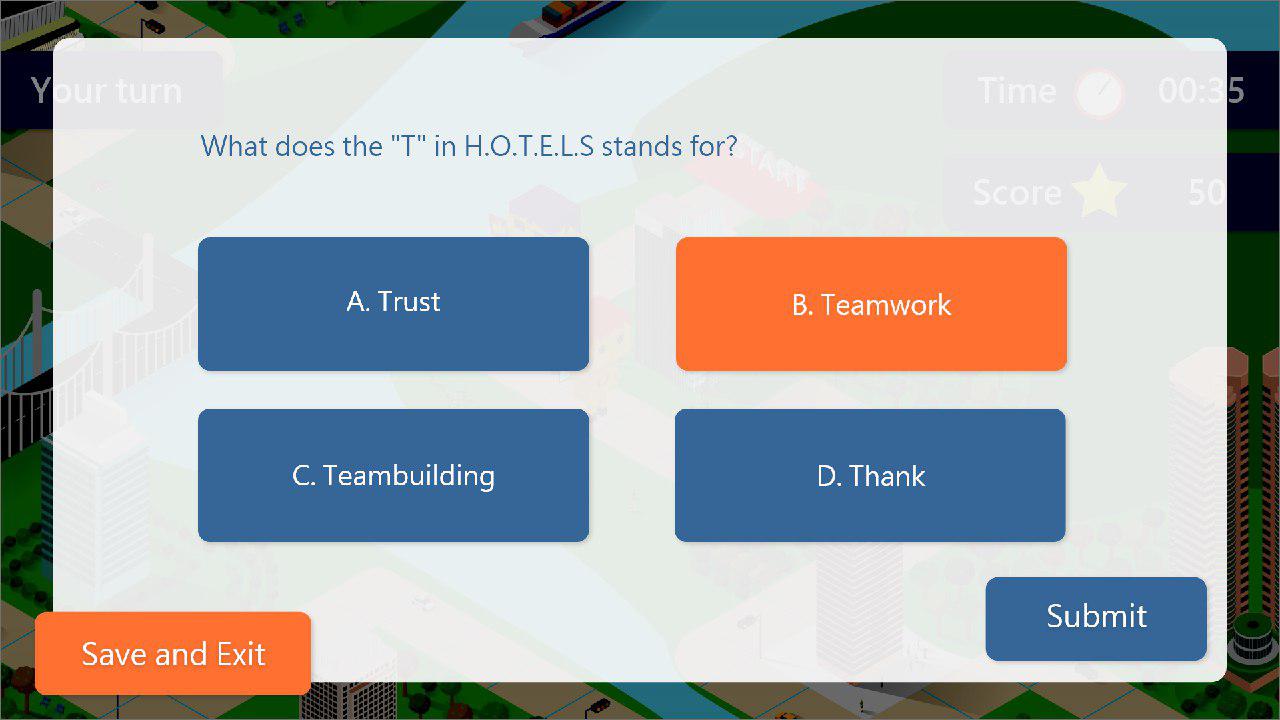 Your turn
Time 00:35
What does the "T" in H.O.T.E.L.S stands for?
START
Score 50
A. Trust
B. Teamwork
C. Teambuilding
D. Thank
Submit
Save and Exit